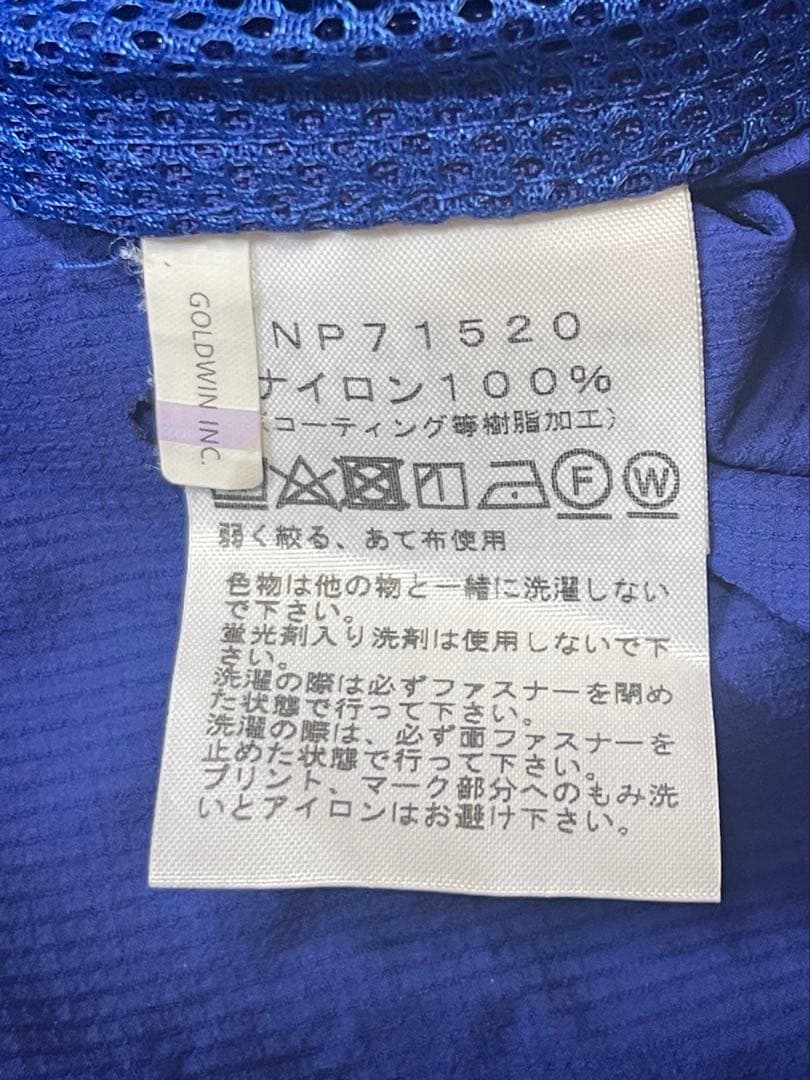 GOLDWIN INC.
NP71520
ナイロン100%
(コーティング等樹脂加工)
F W
弱く絞る、あて布使用
色物は他の物と一緒に洗濯しない
で下さい。
蛍光剤入り洗剤は使用しないで下
さい。
洗濯の際は必ずファスナーを閉め
た状態で行って下さい。
洗濯の際は、必ず面ファスナーを
止めた状態で行って下さい。
プリント、マーク部分へのもみ洗
いとアイロンはお避け下さい。